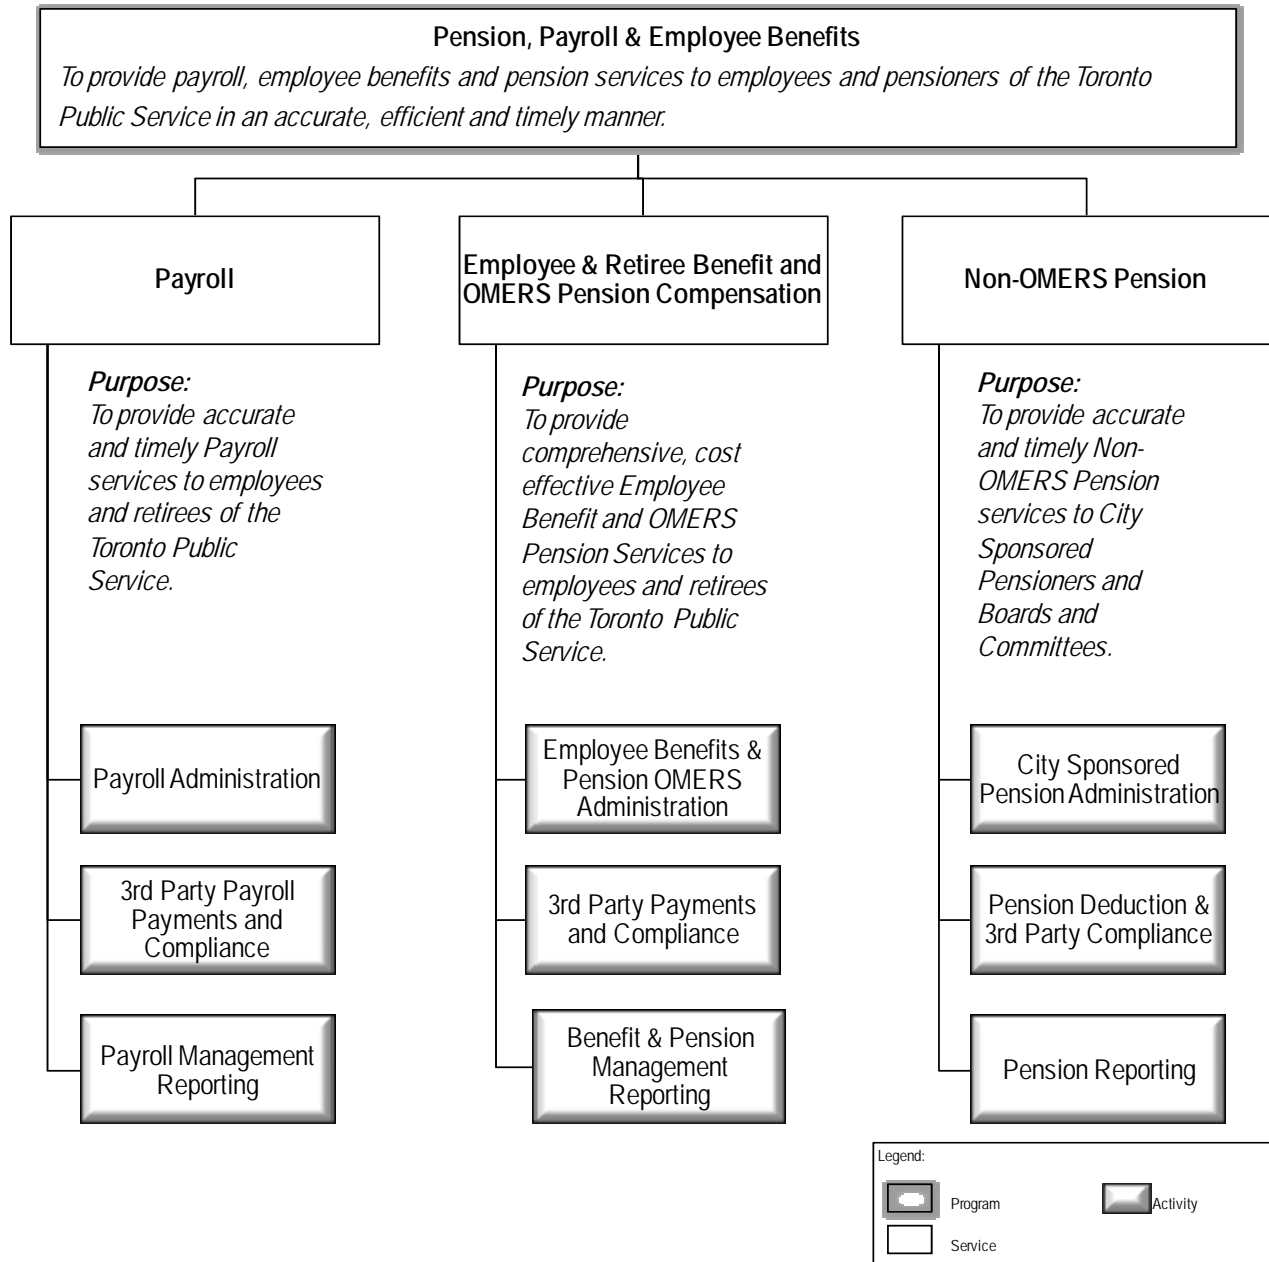 Pension, Payroll & Employee Benefits
To provide payroll, employee benefits and pension services to employees and pensioners of the Toronto
Public Service in an accurate, efficient and timely manner.
Payroll
Employee & Retiree Benefit and
OMERS Pension Compensation
Non-OMERS Pension
Purpose:
To provide accurate
and timely Payroll
services to employees
and retirees of the
Toronto Public
Service.
Purpose:
To provide
comprehensive, cost
effective Employee
Benefit and OMERS
Pension Services to
employees and retirees
of the Toronto Public
Service.
Purpose:
To provide accurate
and timely Non-
OMERS Pension
services to City
Sponsored
Pensioners and
Boards and
Committees.
Payroll Administration
Employee Benefits &
Pension OMERS
Administration
City Sponsored
Pension Administration
3rd Party Payroll
Payments and
Compliance
3rd Party Payments
and Compliance
Pension Deduction &
3rd Party Compliance
Payroll Management
Reporting
Benefit & Pension
Management
Reporting
Pension Reporting
Legend:
Program
Activity
Service